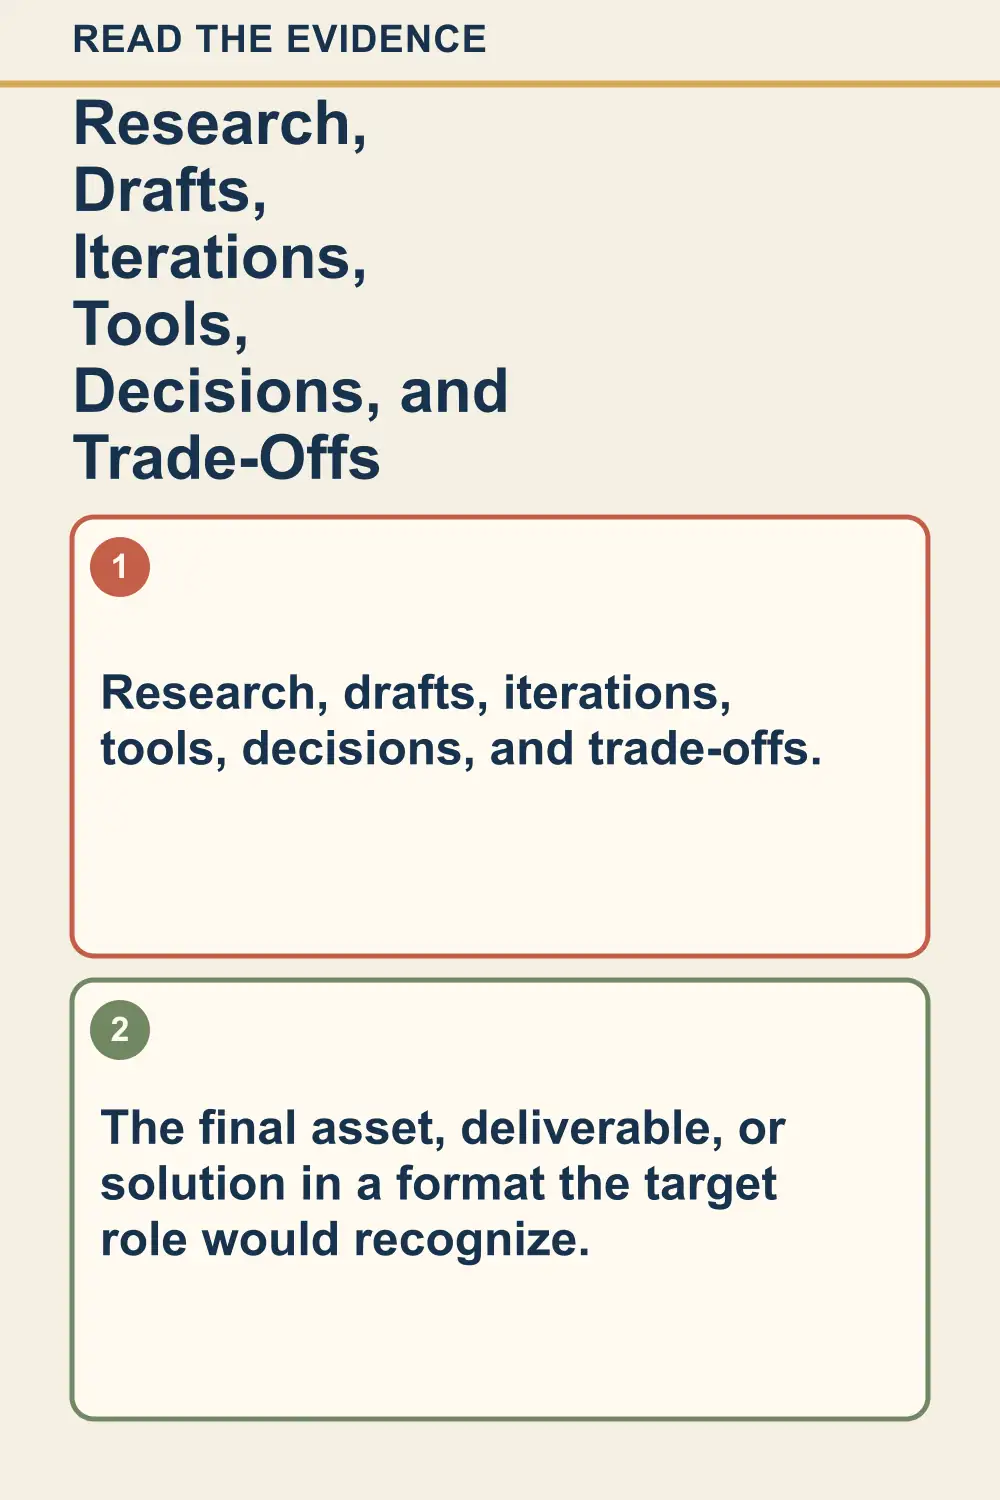 READ THE EVIDENCE
Research,
Drafts,
Iterations,
Tools,
Decisions, and
Trade-Offs
1
Research, drafts, iterations,
tools, decisions, and trade-offs.
2
The final asset, deliverable, or
solution in a format the target
role would recognize.